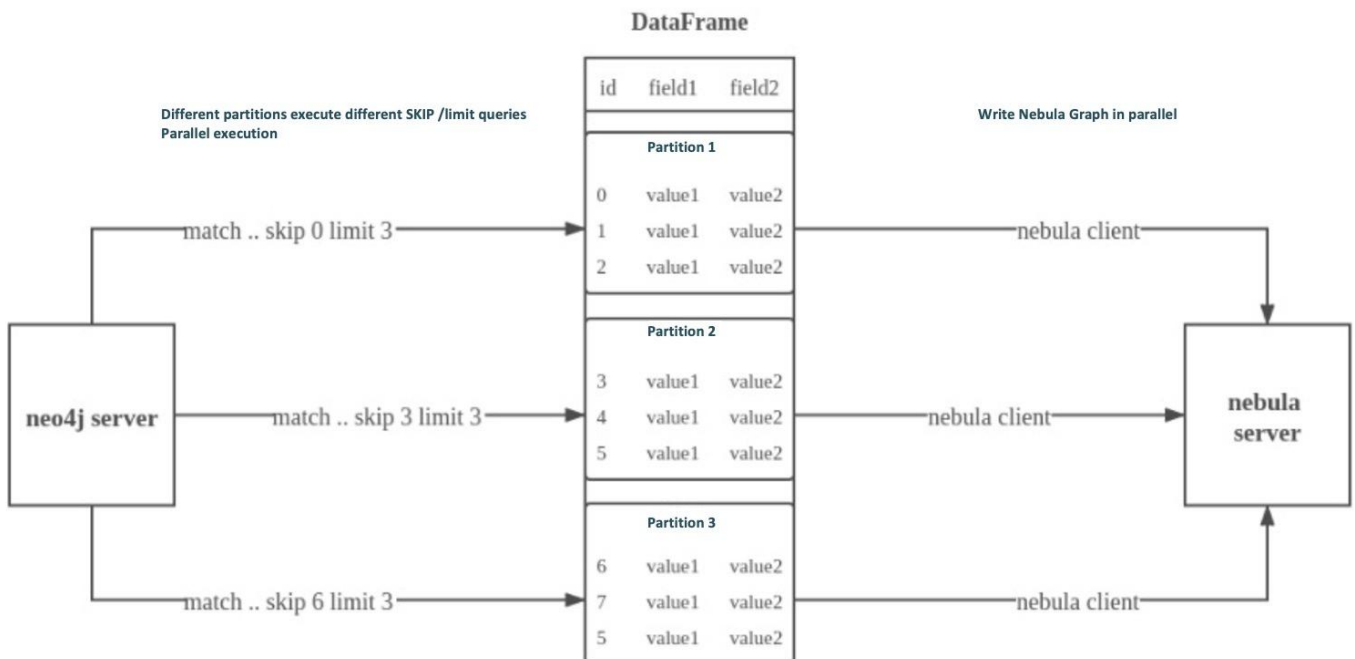 DataFrame
id field1 field2
Different partitions execute different SKIP /limit queries
Parallel execution
Write Nebula Graph in parallel
Partition 1
0 value1 value2
match .. skip 0 limit 3
1 value1 value2
nebula client
2 value1 value2
Partition 2
3 value1 value2
neo4j server
match .. skip 3 limit 3
4 value1 value2
nebula client
nebula
server
5 value1 value2
Partition 3
6 value1 value2
match .. skip 6 limit 3
7 value1 value2
nebula client
5 value1 value2